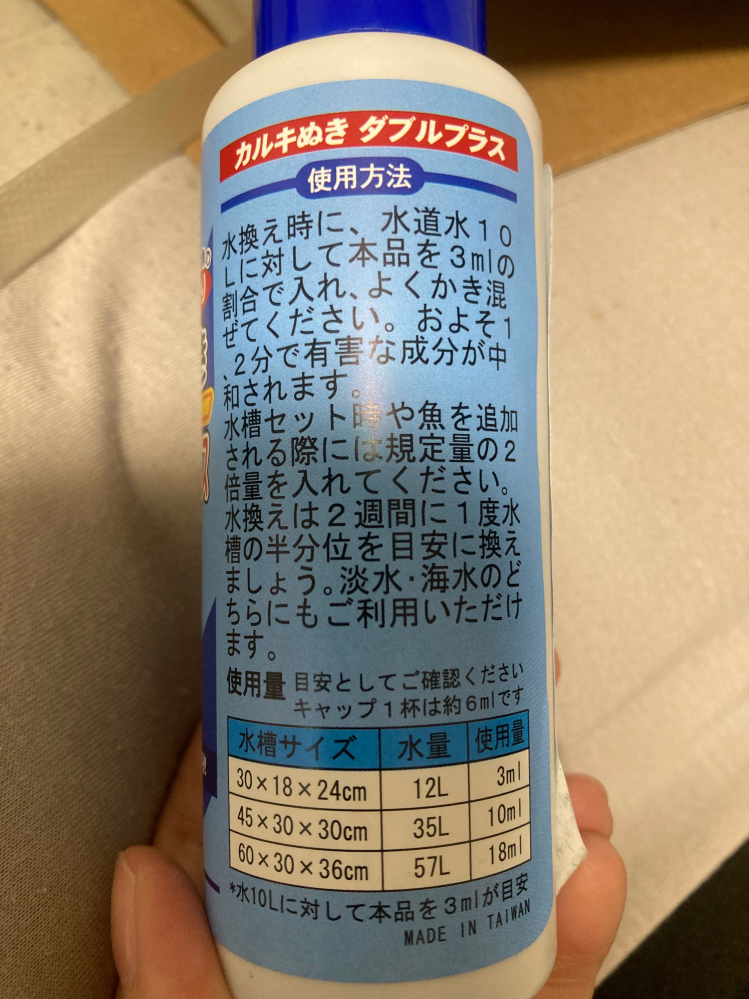 カルキぬき ダブルプラス
使用方法
水換え時に、水道水10
Lに対して本品を3mlの
割合で入れ、よくかき混
ぜてください。およそ1
、2分で有害な成分が中
和されます。
水槽セット時や魚を追加
される際には規定量の2
倍量を入れてください。
水換えは2週間に1度水
槽の半分位を目安に換え
ましょう。淡水・海水のど
ちらにもご利用いただけ
ます。
使用量 目安としてご確認ください
キャップ1杯は約6mlです
水槽サイズ 水量 使用量
30×18×24cm 12L 3ml
45×30×30cm 35L 10ml
60×30×36cm 57L 18ml
*水10Lに対して本品を3mlが目安
MADE IN TAIWAN